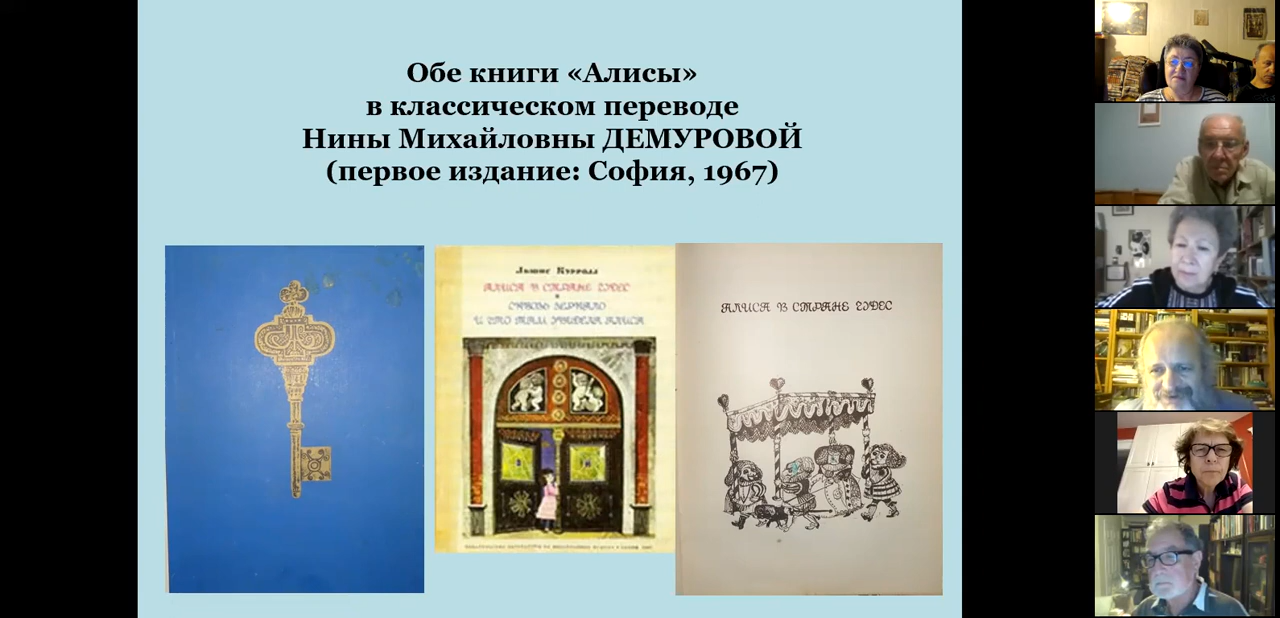 Обе книги «Алисы»
в классическом переводе
Нины Михайловны ДЕМУРОВОЙ
(первое издание: София, 1967)
Льюис Кэрролл
АЛИСА В СТРАНЕ ЧУДЕС
СКВОЗЬ ЗЕРКАЛО
И ЧТО ТАМ УВИДЕЛА АЛИСА
АЛИСА В СТРАНЕ ЧУДЕС